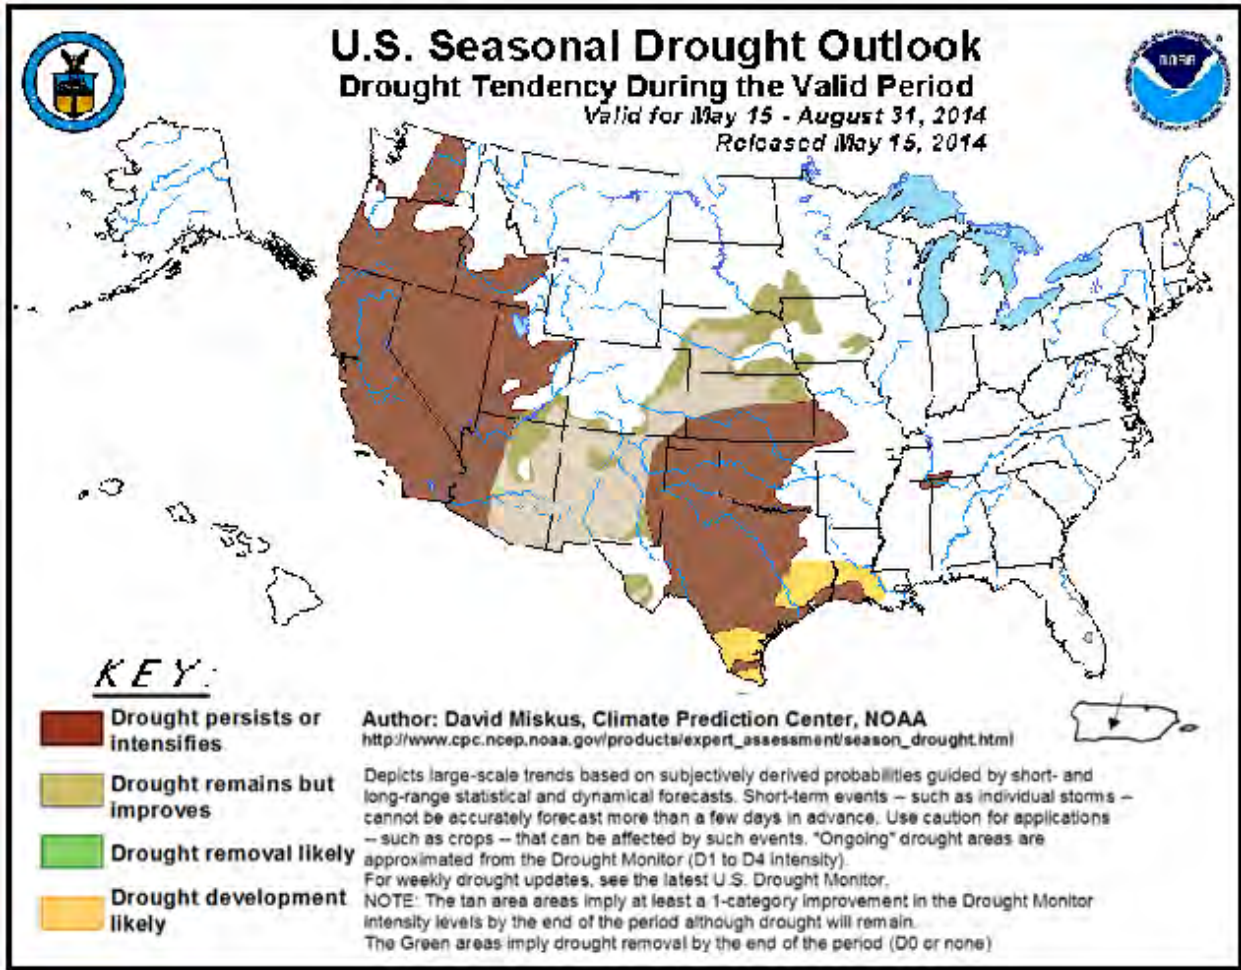 U.S. Seasonal Drought Outlook
Drought Tendency During the Valid Period
Valid for May 15 - August 31, 2014
Released May 15, 2014
NOAA
KEY:
Drought persists or
intensifies
Drought remains but
improves
Drought removal likely
Drought development
likely
Author: David Miskus, Climate Prediction Center, NOAA
http://www.cpc.ncep.noaa.gov/products/expert_assessment/season_drought.html
Depicts large-scale trends based on subjectively derived probabilities guided by short- and
long-range statistical and dynamical forecasts. Short-term events -- such as individual storms --
cannot be accurately forecast more than a few days in advance. Use caution for applications
-- such as crops -- that can be affected by such events. "Ongoing" drought areas are
approximated from the Drought Monitor (D1 to D4 intensity).
For weekly drought updates, see the latest U.S. Drought Monitor.
NOTE: The tan area areas imply at least a 1-category improvement in the Drought Monitor
intensity levels by the end of the period although drought will remain.
The Green areas imply drought removal by the end of the period (D0 or none)